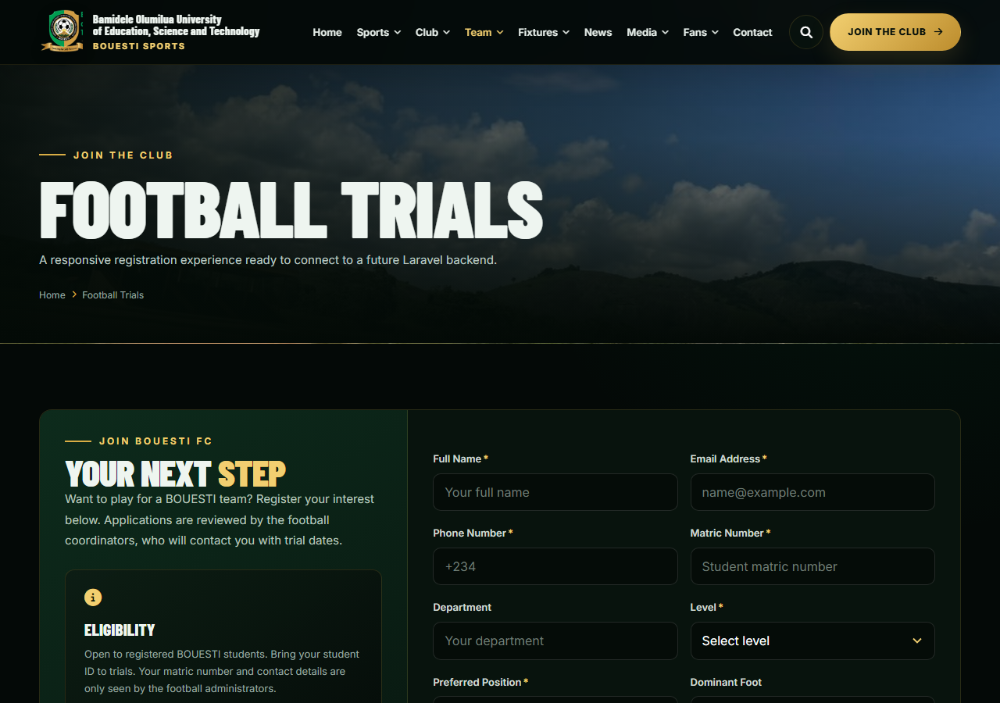 Bamidele Olumilua University
of Education, Science and Technology
BOUESTI SPORTS
Home Sports Club Team Fixtures News Media Fans Contact
JOIN THE CLUB
JOIN THE CLUB
FOOTBALL TRIALS
A responsive registration experience ready to connect to a future Laravel backend.
Home Football Trials
JOIN BOUESTI FC
YOUR NEXT STEP
Want to play for a BOUESTI team? Register your interest
below. Applications are reviewed by the football
coordinators, who will contact you with trial dates.
ELIGIBILITY
Open to registered BOUESTI students. Bring your student
ID to trials. Your matric number and contact details are
only seen by the football administrators.
Full Name *
Your full name
Email Address *
name@example.com
Phone Number *
+234
Matric Number *
Student matric number
Department
Your department
Level *
Select level
Preferred Position *
Dominant Foot